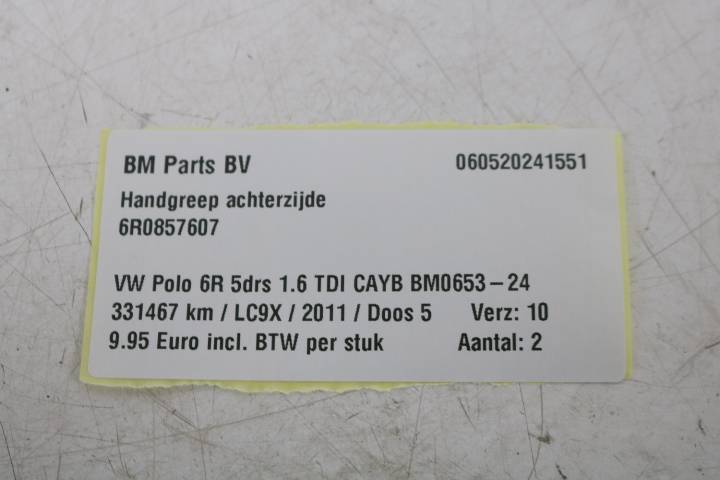 BM Parts BV 060520241551
Handgreep achterzijde
6R0857607
VW Polo 6R 5drs 1.6 TDI CAYB BM0653-24
331467 km / LC9X / 2011 / Doos 5 Verz: 10
9.95 Euro incl. BTW per stuk Aantal: 2